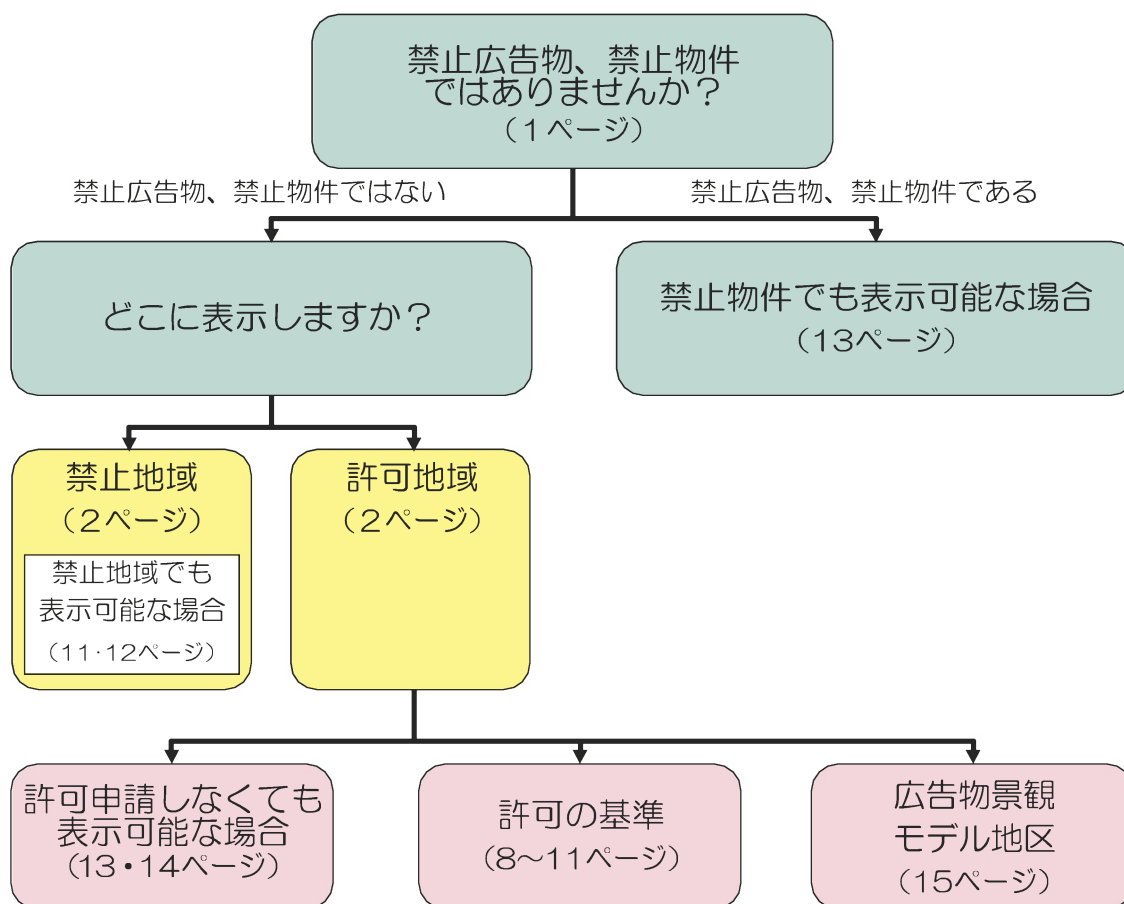 禁止広告物、禁止物件
ではありませんか？
（１ページ）
禁止広告物、禁止物件ではない
禁止広告物、禁止物件である
どこに表示しますか？
禁止物件でも表示可能な場合
（13ページ）
禁止地域
（２ページ）
禁止地域でも
表示可能な場合
（11･12ページ）
許可地域
（２ページ）
許可申請しなくても
表示可能な場合
（13・14ページ）
許可の基準
（８〜11ページ）
広告物景観
モデル地区
（15ページ）